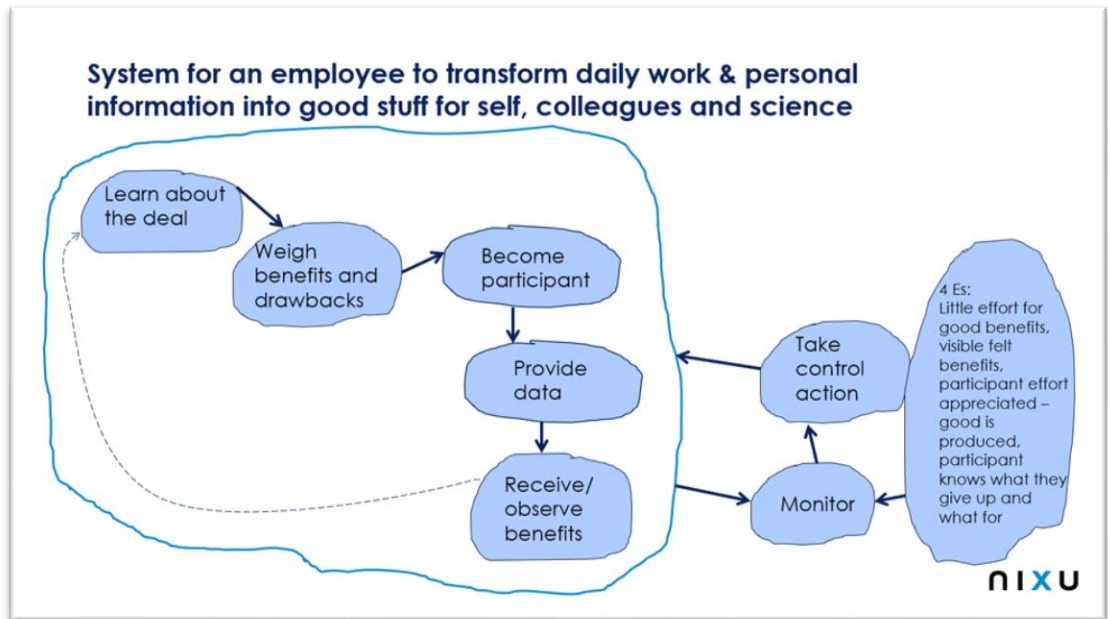 System for an employee to transform daily work & personal
information into good stuff for self, colleagues and science
Learn about
the deal
Weigh
benefits and
drawbacks
Become
participant
Provide
data
Receive/
observe
benefits
Take
control
action
Monitor
4 Es:
Little effort for
good benefits,
visible felt
benefits,
participant effort
appreciated –
good is
produced,
participant
knows what they
give up and
what for
nixu